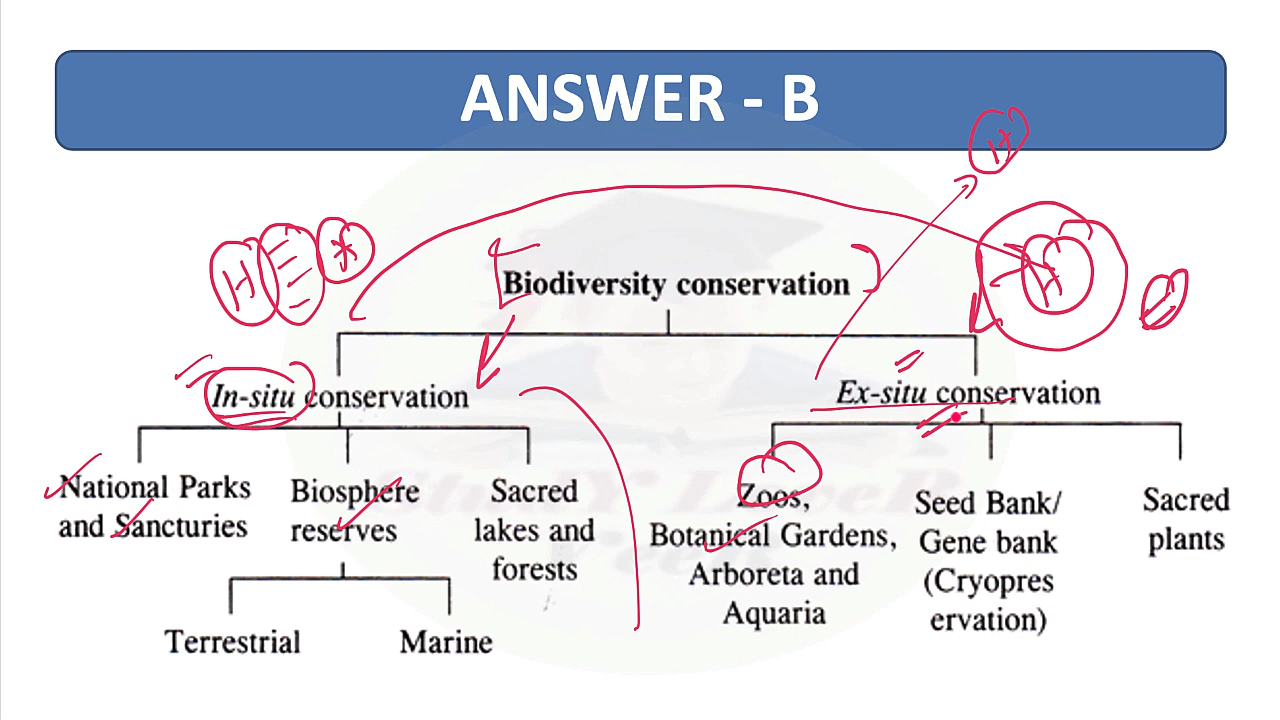 ANSWER - B
Biodiversity conservation
In-situ conservation
Ex-situ conservation
National Parks
and Sancturies
Biosphere
reserves
Sacred
lakes and
forests
Terrestrial
Marine
Zoos,
Botanical Gardens,
Arboreta and
Aquaria
Seed Bank/
Gene bank
(Cryopres
ervation)
Sacred
plants